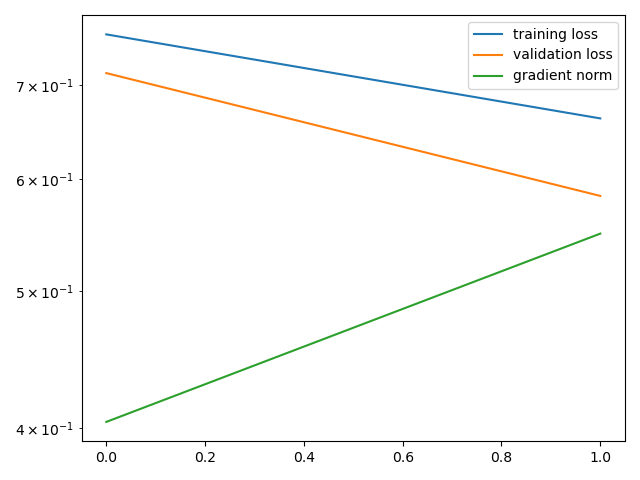 training loss
validation loss
gradient norm
7 × 10⁻¹
6 × 10⁻¹
5 × 10⁻¹
4 × 10⁻¹
0.0 0.2 0.4 0.6 0.8 1.0